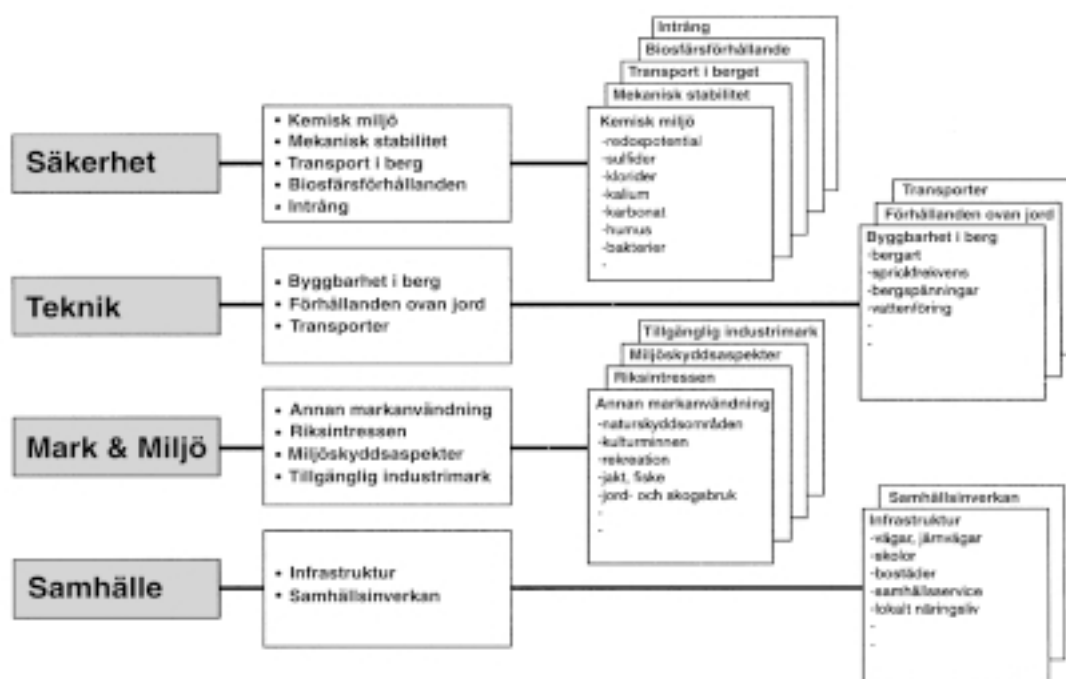 Säkerhet
• Kemisk miljö
• Mekanisk stabilitet
• Transport i berg
• Biosfärsförhållanden
• Intrång
Intrång
Biosfärsförhållande
Transport i berget
Mekanisk stabilitet
Kemisk miljö
-redospotential
-sulfider
-klorider
-kalium
-karbonat
-humus
-bakterier
-
Teknik
• Byggbarhet i berg
• Förhållanden ovan jord
• Transporter
Transporter
Förhållanden ovan jord
Byggbarhet i berg
-bergart
-sprickfrekvens
-bergspänningar
-vattenföring
-
-
Mark & Miljö
• Annan markanvändning
• Riksintressen
• Miljöskyddsaspekter
• Tillgänglig industrimark
Tillgänglig industrimark
Miljöskyddsaspekter
Riksintressen
Annan markanvändning
-naturskyddsområden
-kulturminnen
-rekreation
-jakt, fiske
-jord- och skogsbruk
-
-
Samhälle
• Infrastruktur
• Samhällsinverkan
Samhällsinverkan
Infrastruktur
-vägar, järnvägar
-skolor
-bostäder
-samhällsservice
-lokalt näringsliv
-
-